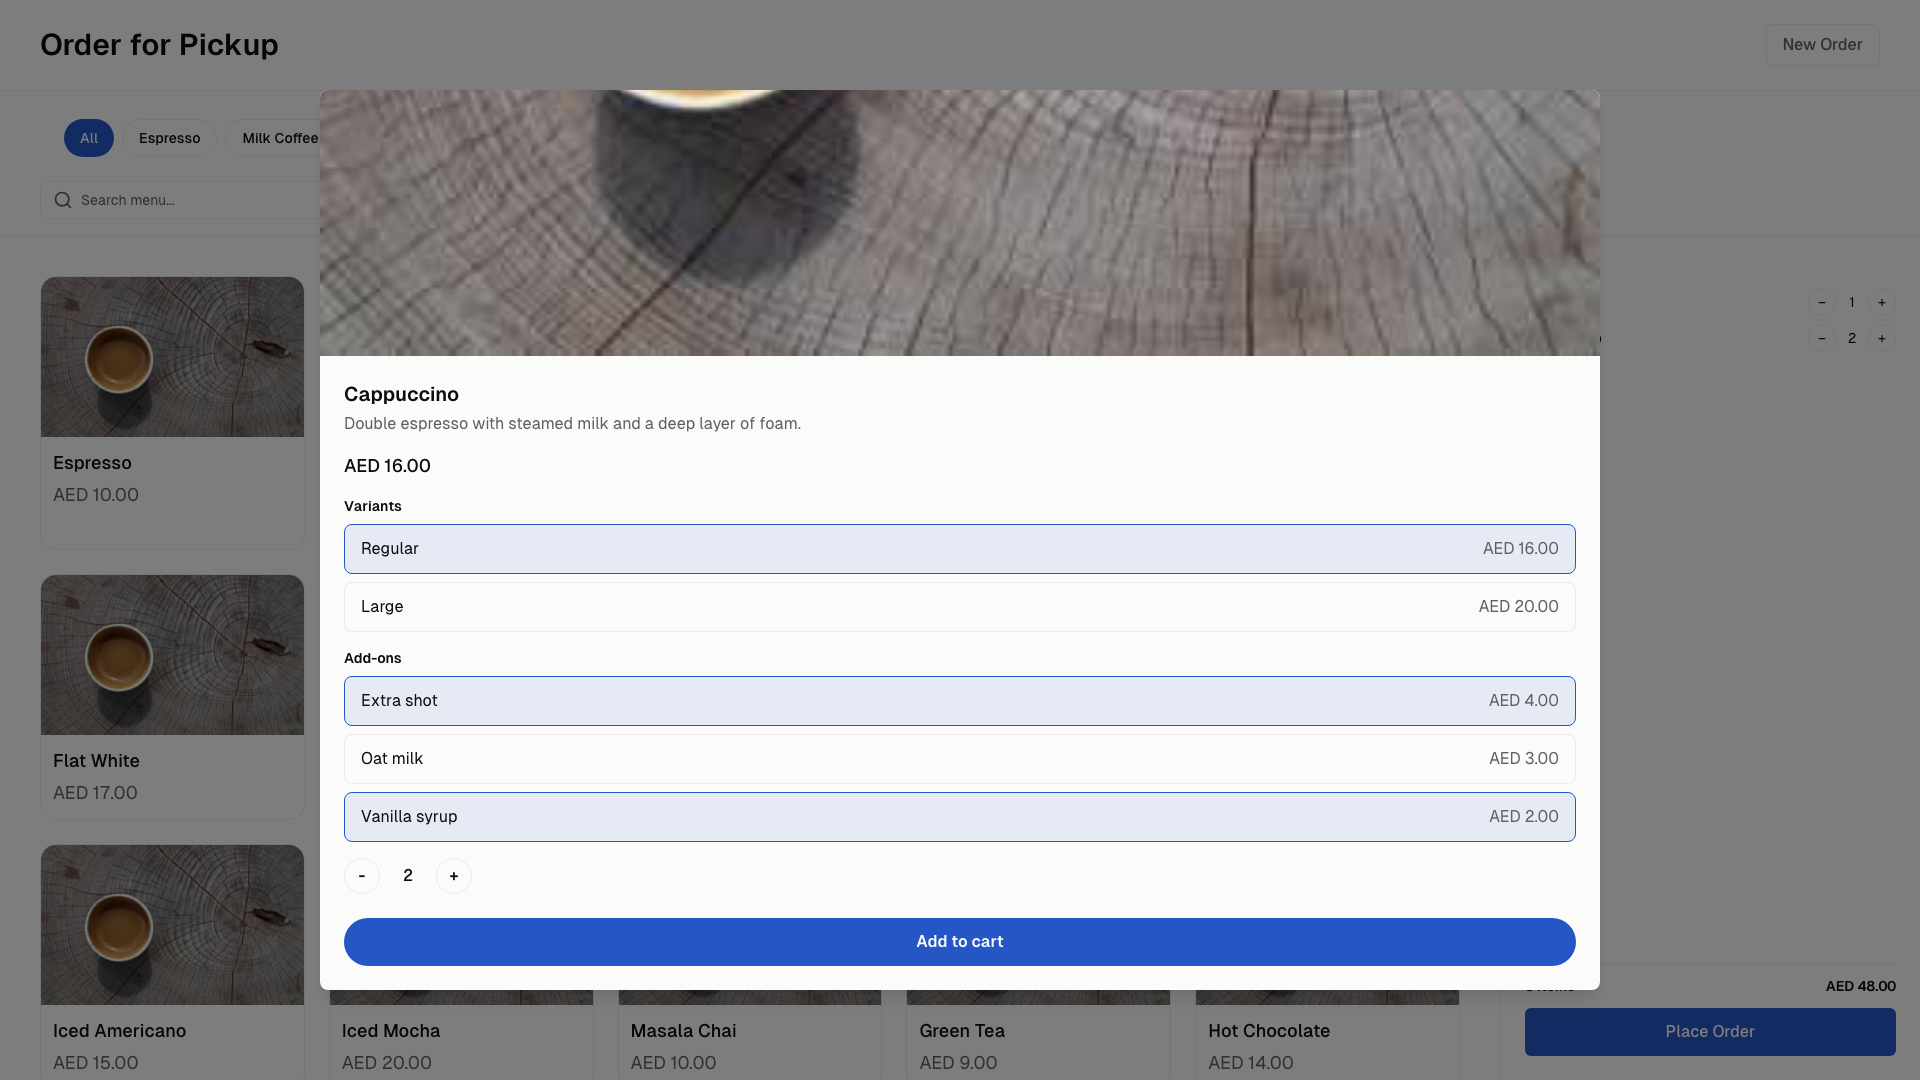 Order for Pickup
New Order
All
Espresso
Milk Coffee
Search menu...
1
2
Cappuccino
Double espresso with steamed milk and a deep layer of foam.
AED 16.00
Variants
Regular AED 16.00
Large AED 20.00
Add-ons
Extra shot AED 4.00
Oat milk AED 3.00
Vanilla syrup AED 2.00
- 2 +
Add to cart
Espresso
AED 10.00
Flat White
AED 17.00
Iced Americano
AED 15.00
Iced Mocha
AED 20.00
Masala Chai
AED 10.00
Green Tea
AED 9.00
Hot Chocolate
AED 14.00
AED 48.00
Place Order